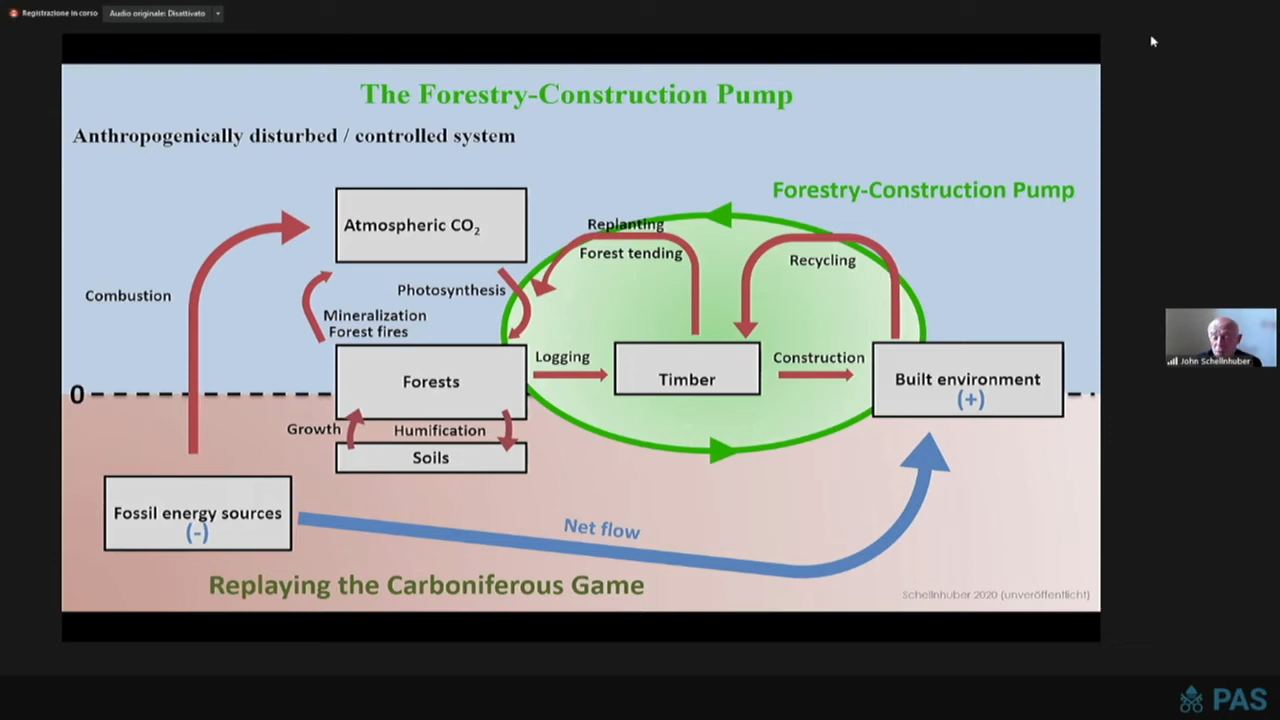 Registrazione in corso
Audio originale: Disattivato
The Forestry-Construction Pump
Anthropogenically disturbed / controlled system
Forestry-Construction Pump
Atmospheric CO₂
Replanting
Forest tending
Recycling
Combustion
Photosynthesis
Mineralization
Forest fires
Logging
Construction
Forests
Timber
Built environment
(+)
0
Growth
Humification
Soils
Fossil energy sources
(-)
Net flow
Replaying the Carboniferous Game
Schellnhuber 2020 (unveröffentlicht)
John Schellnhuber
PAS